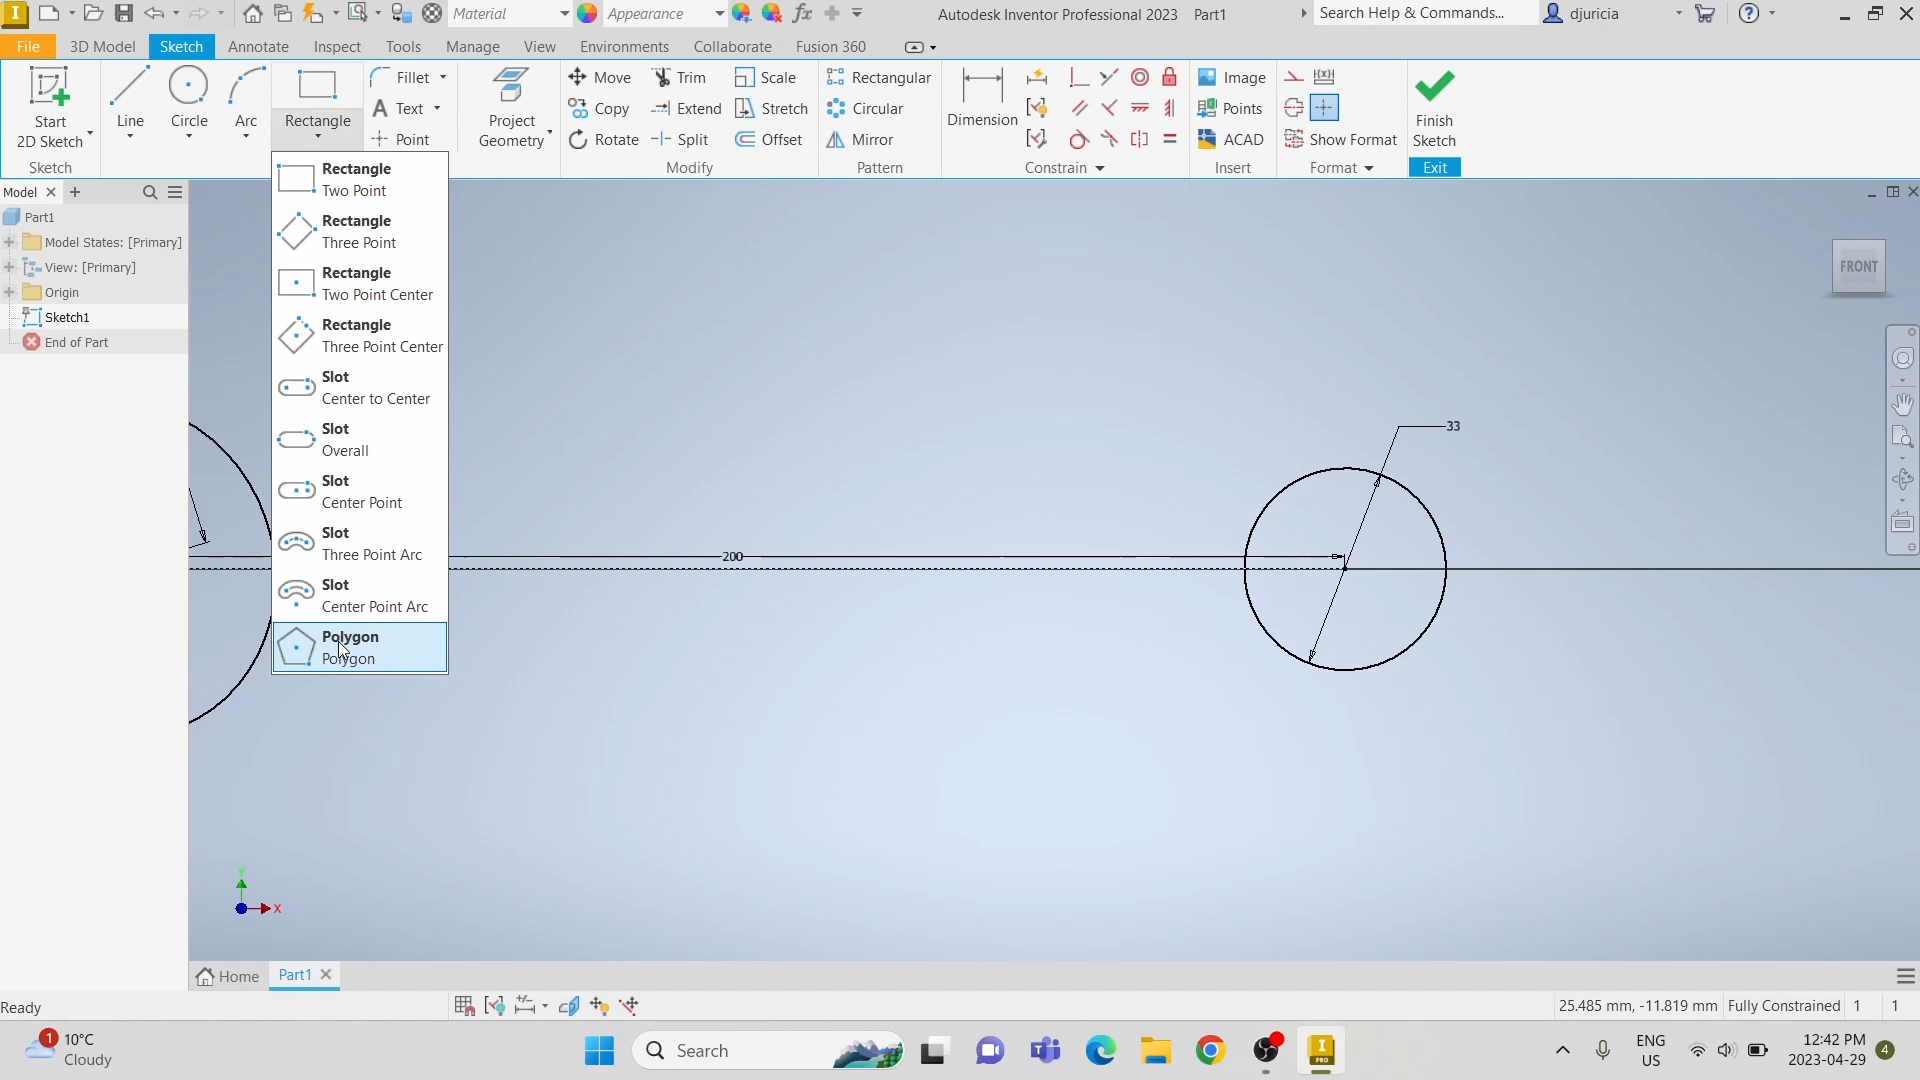 Material
Appearance
Autodesk Inventor Professional 2023 Part1
Search Help & Commands...
djuricia
File
3D Model
Sketch
Annotate
Inspect
Tools
Manage
View
Environments
Collaborate
Fusion 360
Start
2D Sketch
Line
Circle
Arc
Rectangle
Fillet
Text
Point
Project
Geometry
Move
Copy
Rotate
Trim
Extend
Split
Scale
Stretch
Offset
Rectangular
Circular
Mirror
Dimension
Image
Points
ACAD
Show Format
Finish
Sketch
Sketch
Modify
Pattern
Constrain
Insert
Format
Exit
Model
Part1
Model States: [Primary]
View: [Primary]
Origin
Sketch1
End of Part
Rectangle
Two Point
Rectangle
Three Point
Rectangle
Two Point Center
Rectangle
Three Point Center
Slot
Center to Center
Slot
Overall
Slot
Center Point
Slot
Three Point Arc
Slot
Center Point Arc
Polygon
Polygon
FRONT
33
200
Y
X
Home
Part1
Ready
25.485 mm, -11.819 mm
Fully Constrained
1
1
1
10°C
Cloudy
Search
I
PRO
ENG
US
12:42 PM
2023-04-29
4